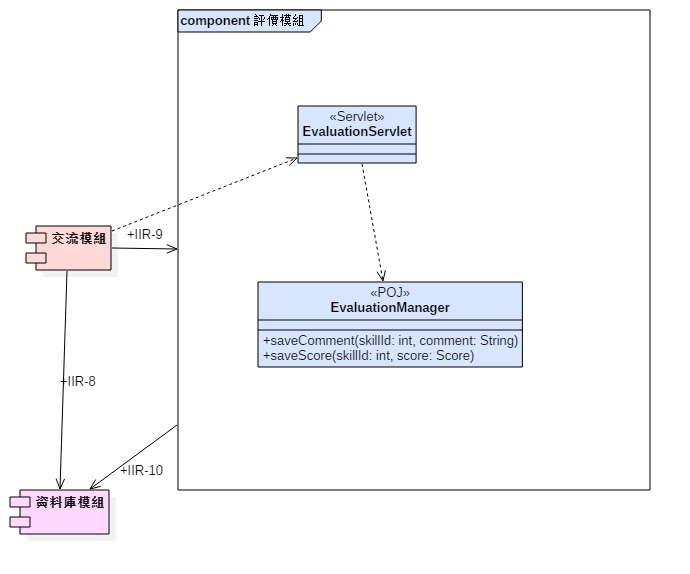 component 評價模組
«Servlet»
EvaluationServlet
+IIR-9
交流模組
«POJ»
EvaluationManager
+saveComment(skillId: int, comment: String)
+saveScore(skillId: int, score: Score)
+IIR-8
+IIR-10
資料庫模組